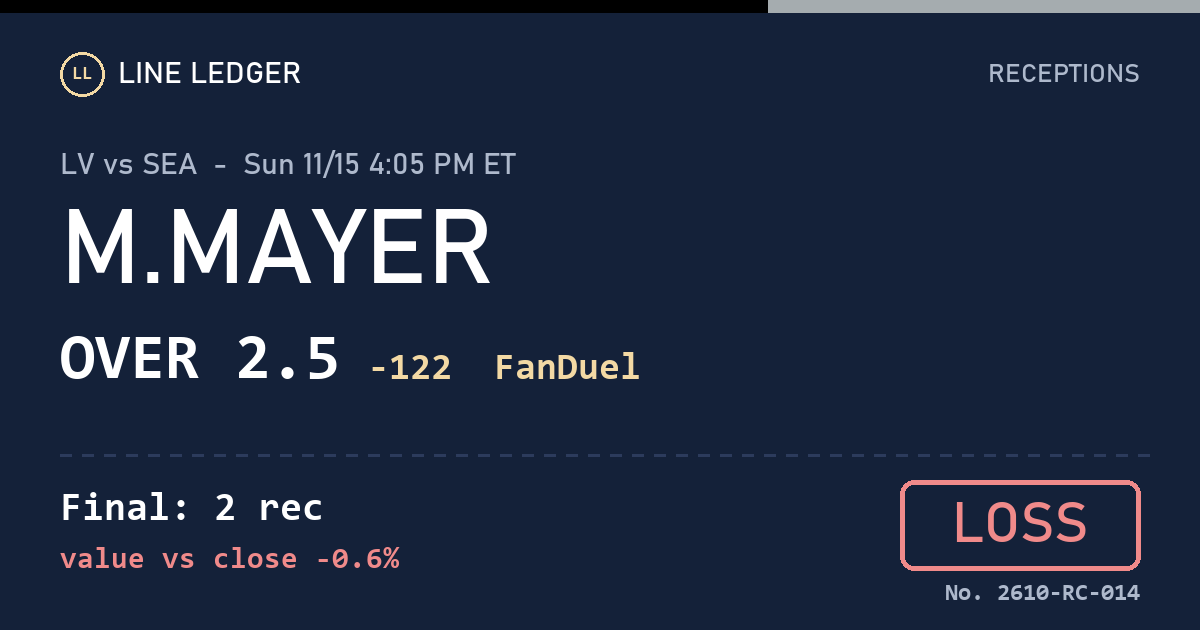 LL LINE LEDGER RECEPTIONS
LV vs SEA - Sun 11/15 4:05 PM ET
M.MAYER
OVER 2.5 -122 FanDuel
Final: 2 rec
LOSS
value vs close -0.6%
No. 2610-RC-014